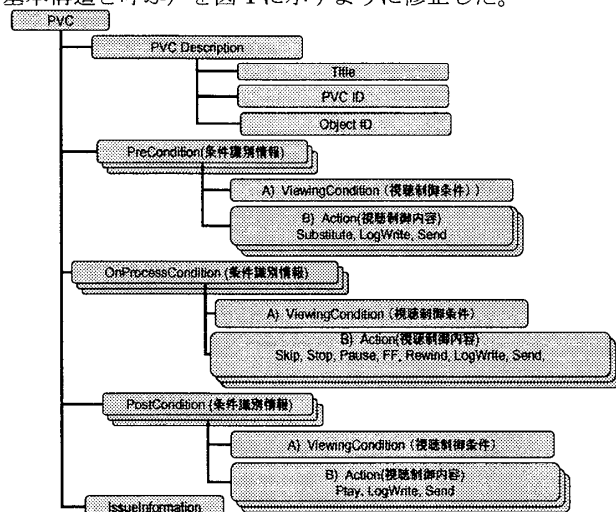 基本構造を呼ぶ）を図1に示すように修正した。
PVC
PVC Description
Title
PVC ID
Object ID
PreCondition(条件識別情報)
A) ViewingCondition（視聴制御条件））
B) Action(視聴制御内容)
Substitute, LogWrite, Send
OnProcessCondition (条件識別情報)
A) ViewingCondition（視聴制御条件）
B) Action(視聴制御内容)
Skip, Stop, Pause, FF, Rewind, LogWrite, Send,
PostCondition (条件識別情報)
A) ViewingCondition（視聴制御条件）
B) Action(視聴制御内容)
Play, LogWrite, Send
IssueInformation